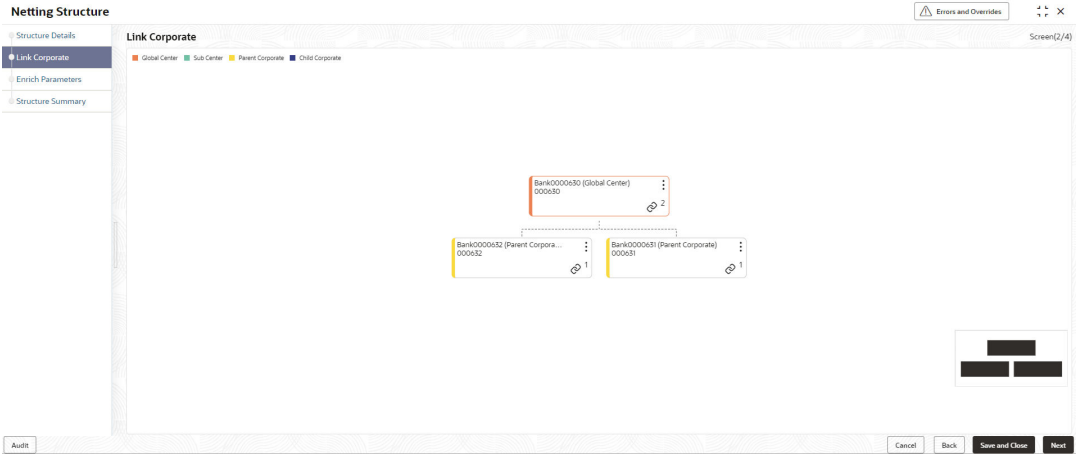 Netting Structure
Errors and Overrides
Structure Details
Link Corporate
Enrich Parameters
Structure Summary
Link Corporate
Screen(2/4)
Global Center Sub Center Parent Corporate Child Corporate
Bank0000630 (Global Center)
000630
2
Bank0000632 (Parent Corpora...
000632
1
Bank0000631 (Parent Corporate)
000631
1
Audit
Cancel
Back
Save and Close
Next